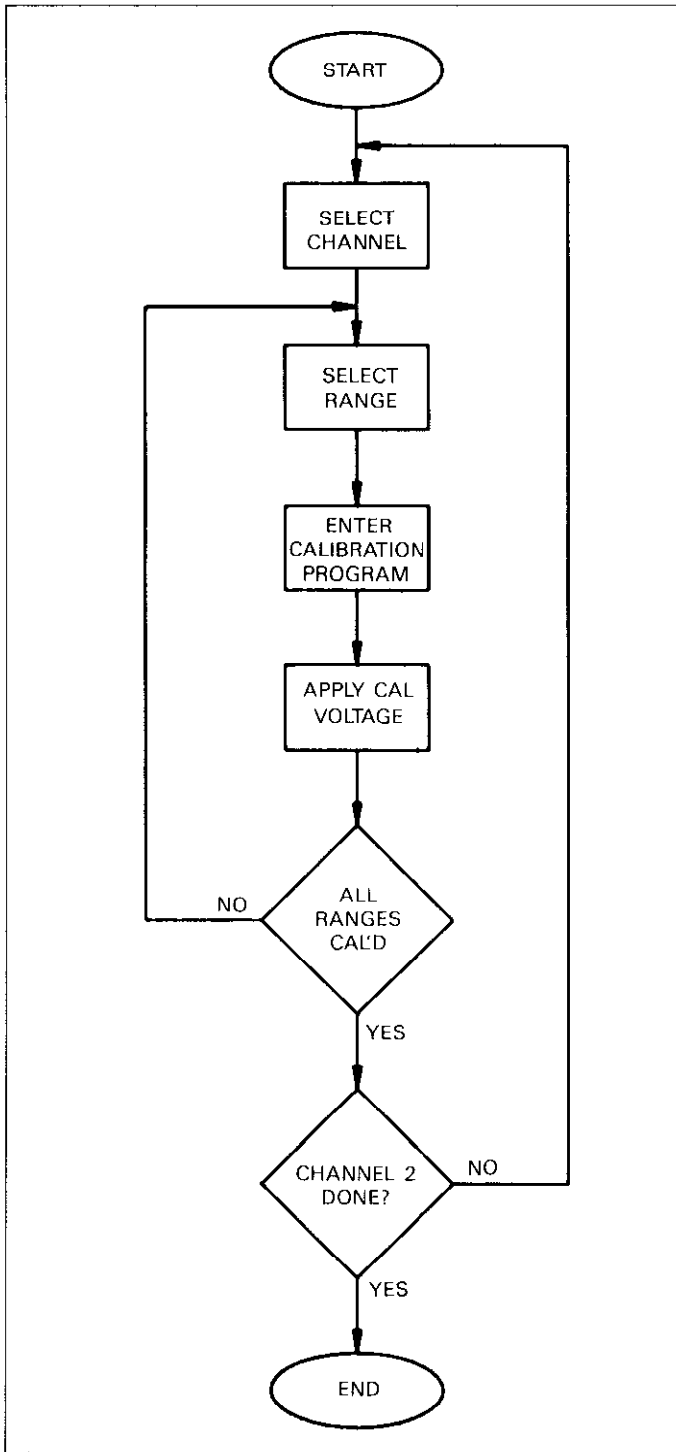 START
SELECT
CHANNEL
SELECT
RANGE
ENTER
CALIBRATION
PROGRAM
APPLY CAL
VOLTAGE
NO
ALL
RANGES
CAL'D
YES
CHANNEL 2
DONE?
NO
YES
END